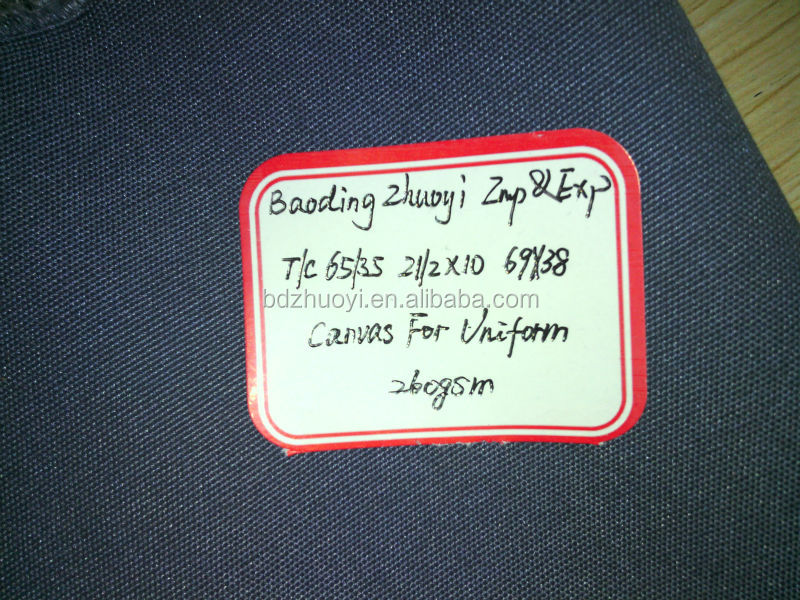 Baoding Zhuoyi Imp & Exp
T/C 65/35 21/2X10 69X38
bdzhuoyi.en.alibaba.com
Canvas For Uniform
260gsm